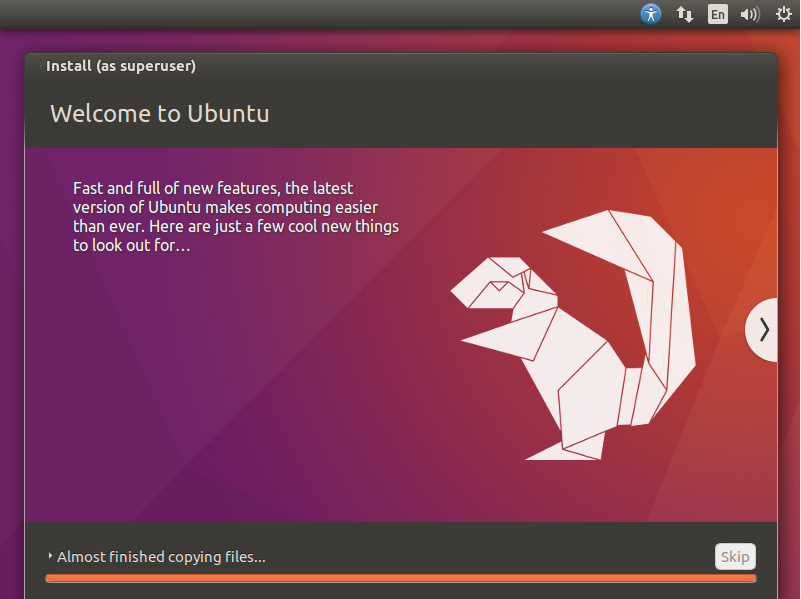 En
Install (as superuser)
Welcome to Ubuntu
Fast and full of new features, the latest
version of Ubuntu makes computing easier
than ever. Here are just a few cool new things
to look out for…
Almost finished copying files...
Skip